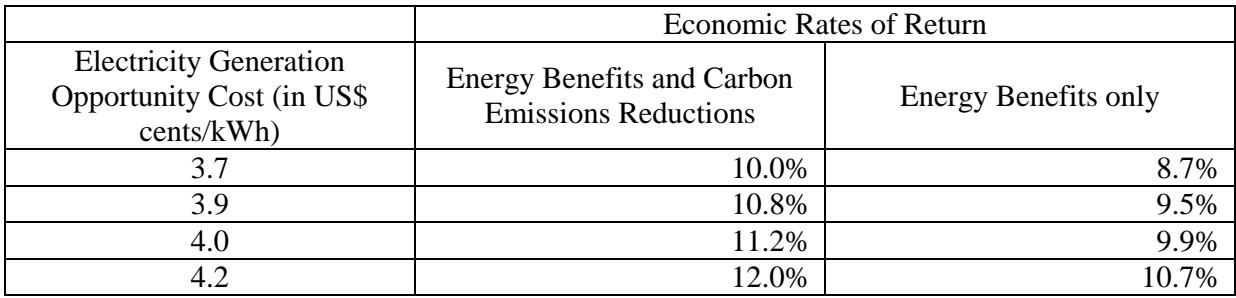 Economic Rates of Return
Electricity Generation
Opportunity Cost (in US$
cents/kWh)
Energy Benefits and Carbon
Emissions Reductions
Energy Benefits only
3.7 10.0% 8.7%
3.9 10.8% 9.5%
4.0 11.2% 9.9%
4.2 12.0% 10.7%